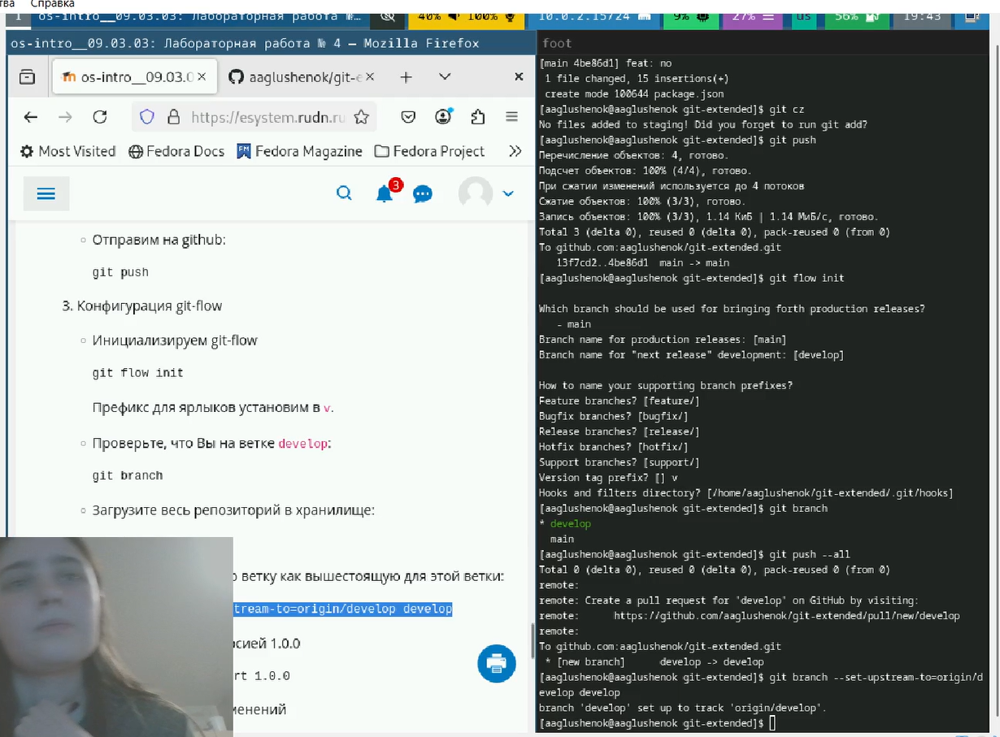 тва Справка
1 os-intro__09.03.03: Лабораторная работа №… 40% 100% 10.0.2.15/24 9% 27% us 56% 19:43
os-intro__09.03.03: Лабораторная работа № 4 — Mozilla Firefox
os-intro__09.03.0
aaglushenok/git-e
https://esystem.rudn.ru
Most Visited Fedora Docs Fedora Magazine Fedora Project
3
Отправим на github:
git push
3. Конфигурация git-flow
Инициализируем git-flow
git flow init
Префикс для ярлыков установим в v.
Проверьте, что Вы на ветке develop:
git branch
Загрузите весь репозиторий в хранилище:
ветку как вышестоящую для этой ветки:
stream-to=origin/develop develop
рсией 1.0.0
rt 1.0.0
менений
foot
[main 4be86d1] feat: no
1 file changed, 15 insertions(+)
create mode 100644 package.json
[aaglushenok@aaglushenok git-extended]$ git cz
No files added to staging! Did you forget to run git add?
[aaglushenok@aaglushenok git-extended]$ git push
Перечисление объектов: 4, готово.
Подсчет объектов: 100% (4/4), готово.
При сжатии изменений используется до 4 потоков
Сжатие объектов: 100% (3/3), готово.
Запись объектов: 100% (3/3), 1.14 КиБ | 1.14 МиБ/с, готово.
Total 3 (delta 0), reused 0 (delta 0), pack-reused 0 (from 0)
To github.com:aaglushenok/git-extended.git
13f7cd2..4be86d1 main -> main
[aaglushenok@aaglushenok git-extended]$ git flow init
Which branch should be used for bringing forth production releases?
- main
Branch name for production releases: [main]
Branch name for "next release" development: [develop]
How to name your supporting branch prefixes?
Feature branches? [feature/]
Bugfix branches? [bugfix/]
Release branches? [release/]
Hotfix branches? [hotfix/]
Support branches? [support/]
Version tag prefix? [] v
Hooks and filters directory? [/home/aaglushenok/git-extended/.git/hooks]
[aaglushenok@aaglushenok git-extended]$ git branch
* develop
main
[aaglushenok@aaglushenok git-extended]$ git push --all
Total 0 (delta 0), reused 0 (delta 0), pack-reused 0 (from 0)
remote:
remote: Create a pull request for 'develop' on GitHub by visiting:
remote: https://github.com/aaglushenok/git-extended/pull/new/develop
remote:
To github.com:aaglushenok/git-extended.git
* [new branch] develop -> develop
[aaglushenok@aaglushenok git-extended]$ git branch --set-upstream-to=origin/d
evelop develop
branch 'develop' set up to track 'origin/develop'.
[aaglushenok@aaglushenok git-extended]$